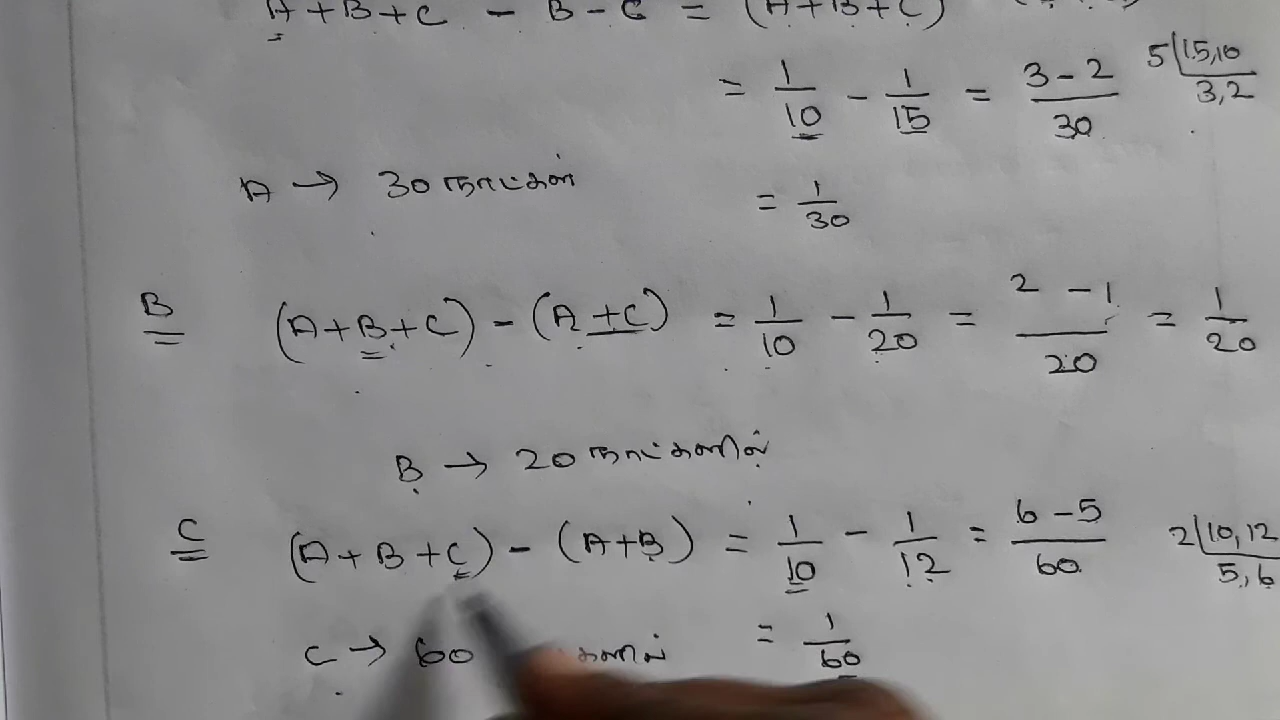 A + B + C - B - C = (A + B + C)
= 1/10 - 1/15 = 3 - 2/30 5 | 15, 10
3, 2
A → 30 நாட்கள் = 1/30
B (A + B + C) - (A + C) = 1/10 - 1/20 = 2 - 1/20 = 1/20
B → 20 நாட்களில்
C (A + B + C) - (A + B) = 1/10 - 1/12 = 6 - 5/60 2 | 10, 12
5, 6
C → 60 களில் = 1/60